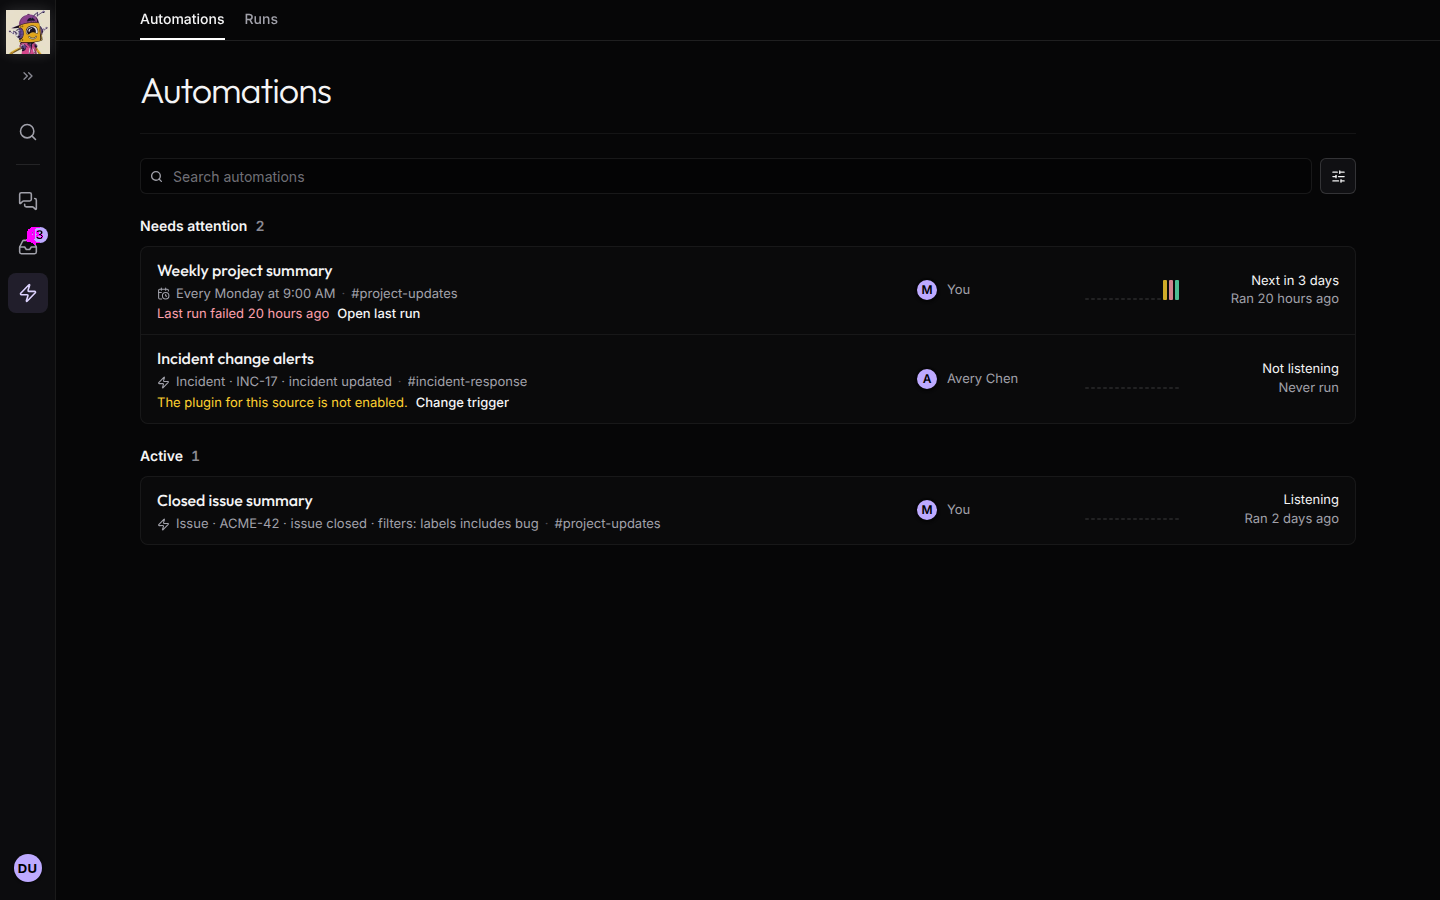 Automations Runs
Automations
Search automations
Needs attention 2
Weekly project summary
Every Monday at 9:00 AM · #project-updates
Last run failed 20 hours ago Open last run
M You
Next in 3 days
Ran 20 hours ago
Incident change alerts
Incident · INC-17 · incident updated · #incident-response
The plugin for this source is not enabled. Change trigger
A Avery Chen
Not listening
Never run
Active 1
Closed issue summary
Issue · ACME-42 · issue closed · filters: labels includes bug · #project-updates
M You
Listening
Ran 2 days ago
DU